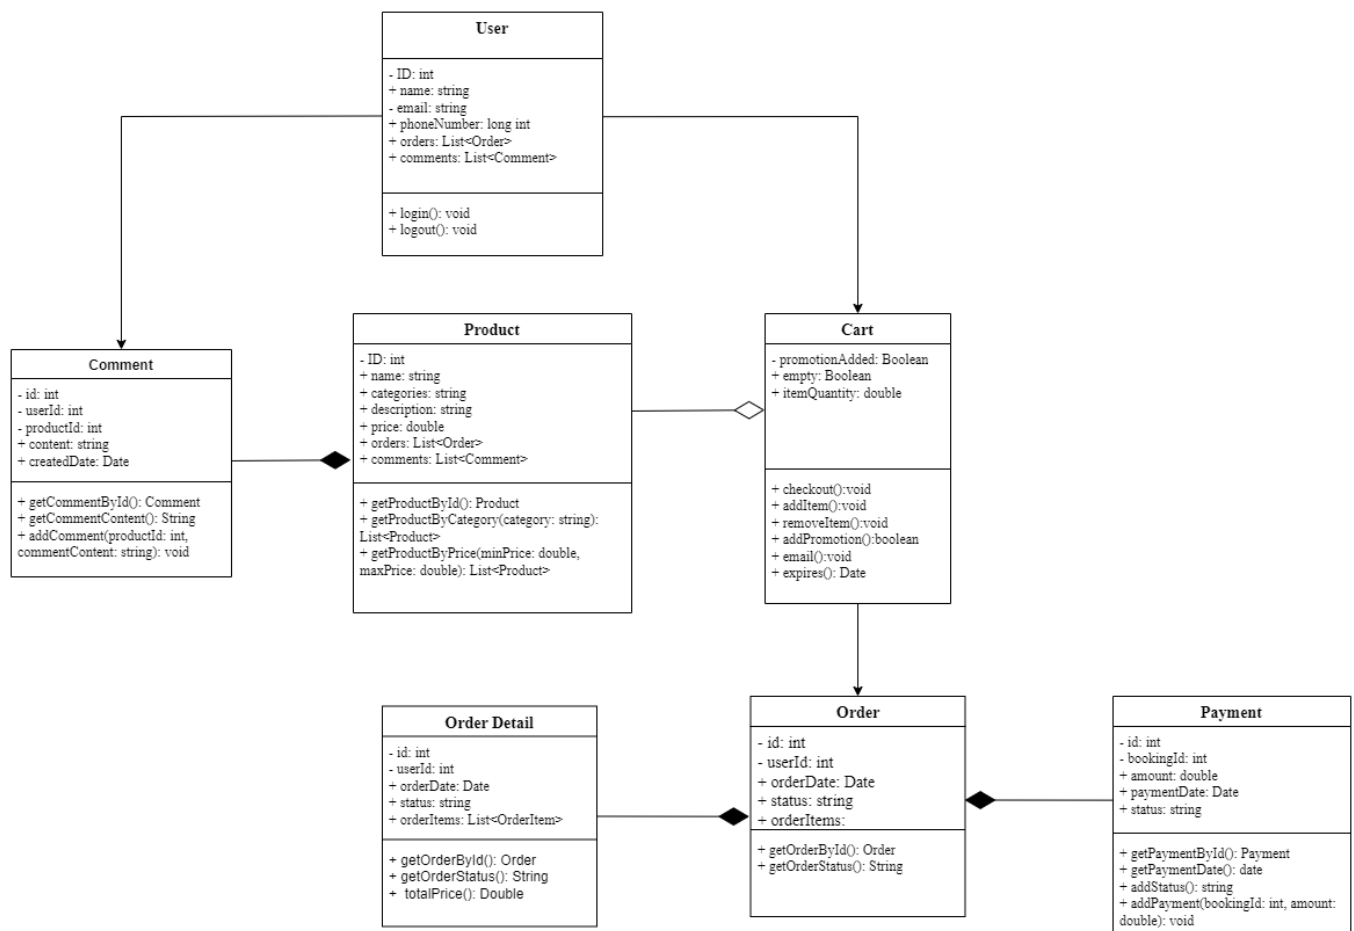 User
- ID: int
+ name: string
- email: string
+ phoneNumber: long int
+ orders: List<Order>
+ comments: List<Comment>
+ login(): void
+ logout(): void
Comment
- id: int
- userId: int
- productId: int
+ content: string
+ createdDate: Date
+ getCommentById(): Comment
+ getCommentContent(): String
+ addComment(productId: int,
commentContent: string): void
Product
- ID: int
+ name: string
+ categories: string
+ description: string
+ price: double
+ orders: List<Order>
+ comments: List<Comment>
+ getProductById(): Product
+ getProductByCategory(category: string):
List<Product>
+ getProductByPrice(minPrice: double,
maxPrice: double): List<Product>
Cart
- promotionAdded: Boolean
+ empty: Boolean
+ itemQuantity: double
+ checkout():void
+ addItem():void
+ removeItem():void
+ addPromotion():boolean
+ email():void
+ expires(): Date
Order Detail
- id: int
- userId: int
+ orderDate: Date
+ status: string
+ orderItems: List<OrderItem>
+ getOrderById(): Order
+ getOrderStatus(): String
+ totalPrice(): Double
Order
- id: int
- userId: int
+ orderDate: Date
+ status: string
+ orderItems:
+ getOrderById(): Order
+ getOrderStatus(): String
Payment
- id: int
- bookingId: int
+ amount: double
+ paymentDate: Date
+ status: string
+ getPaymentById(): Payment
+ getPaymentDate(): date
+ addStatus(): string
+ addPayment(bookingId: int, amount:
double): void